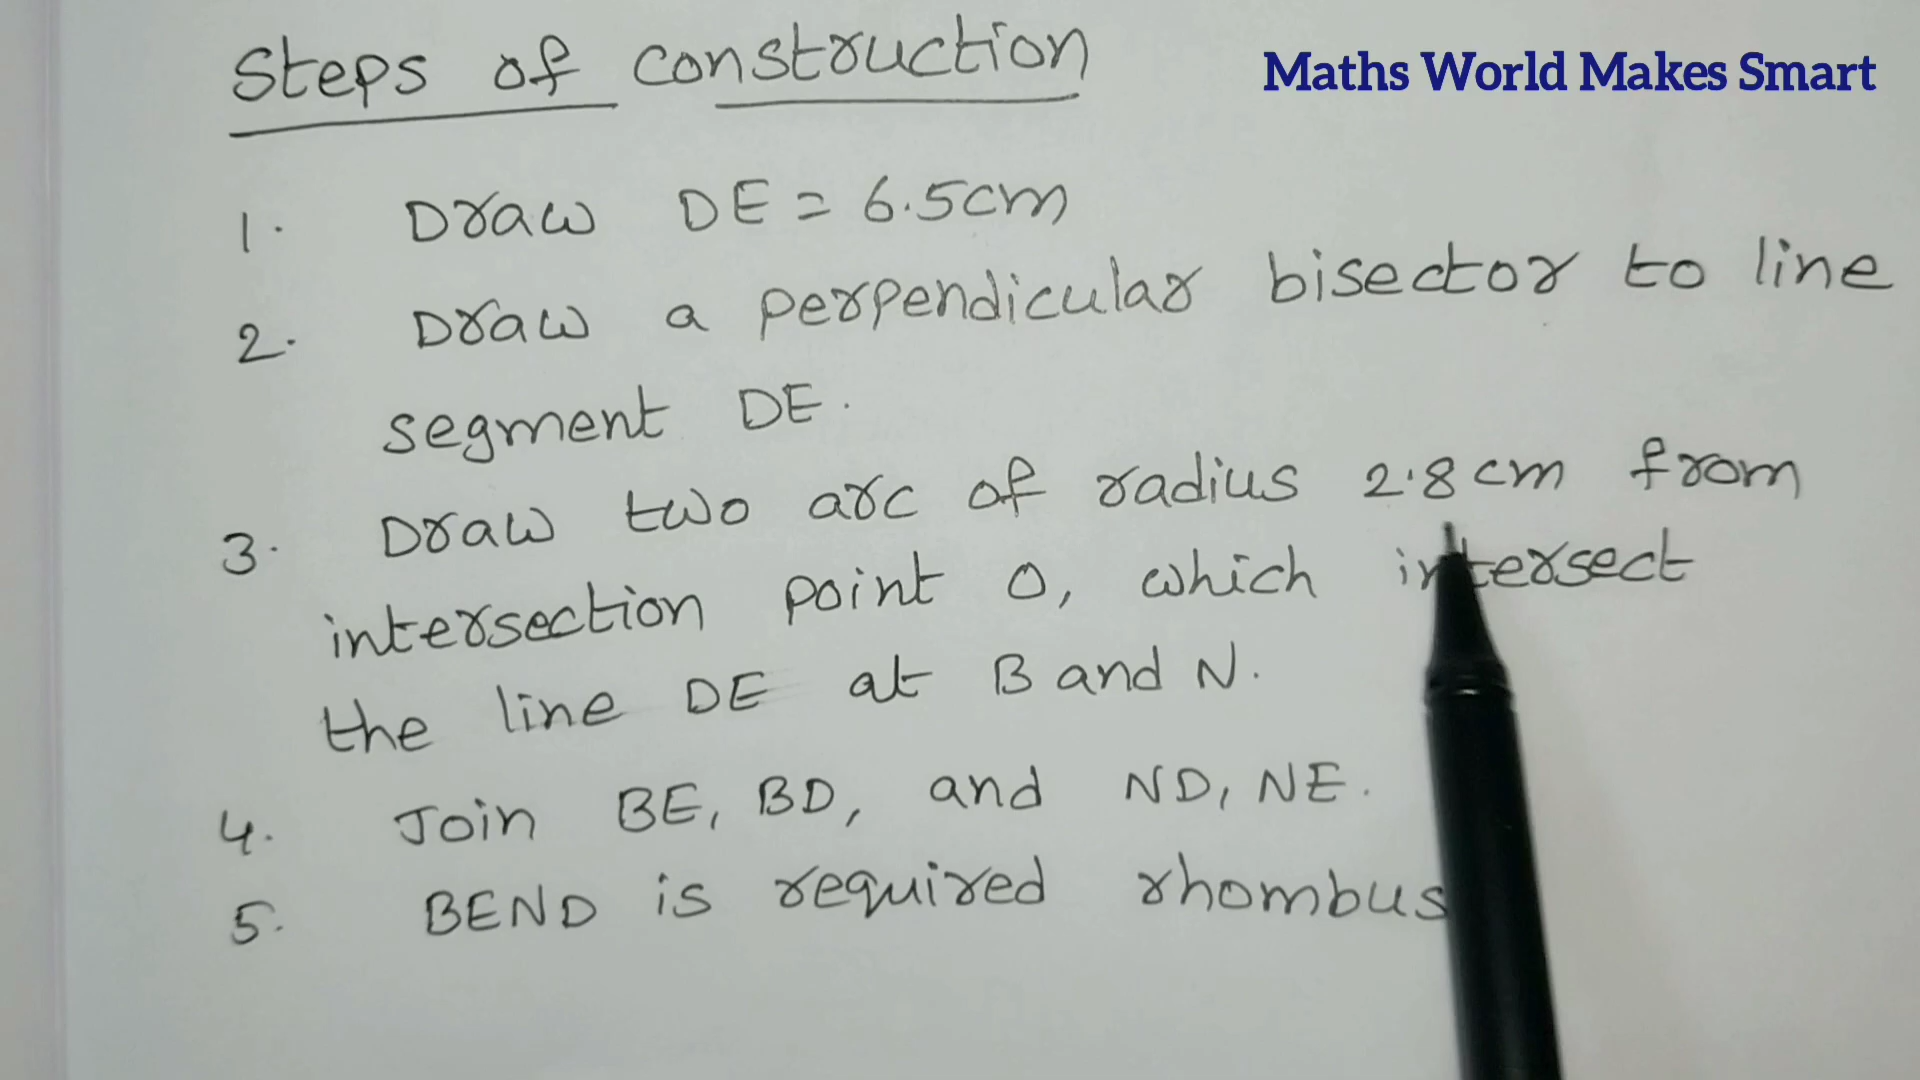 Steps of construction
Maths World Makes Smart
1. Draw DE = 6.5cm
2. Draw a perpendicular bisector to line
segment DE.
3. Draw two arc of radius 2.8cm from
intersection point O, which intersect
the line DE at B and N.
4. Join BE, BD, and ND, NE.
5. BEND is required rhombus